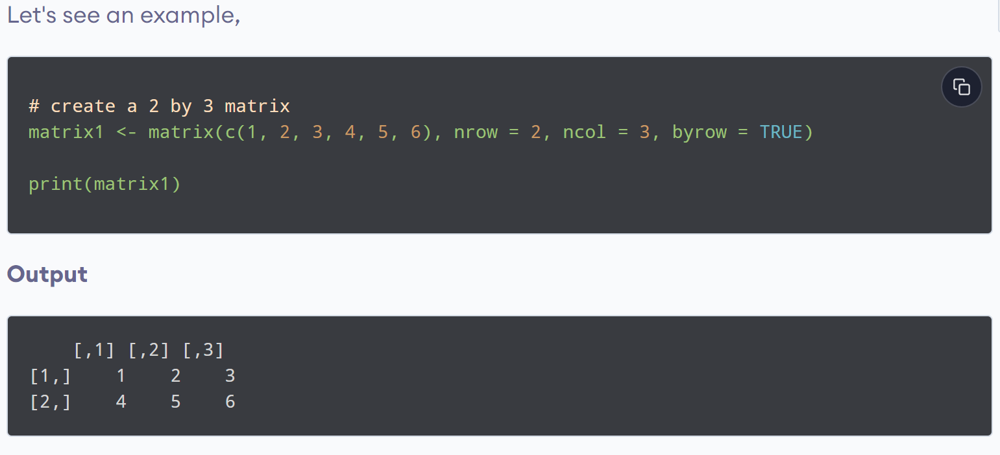 Let's see an example,
# create a 2 by 3 matrix
matrix1 <- matrix(c(1, 2, 3, 4, 5, 6), nrow = 2, ncol = 3, byrow = TRUE)
print(matrix1)
Output
    [,1] [,2] [,3]
[1,]    1    2    3
[2,]    4    5    6